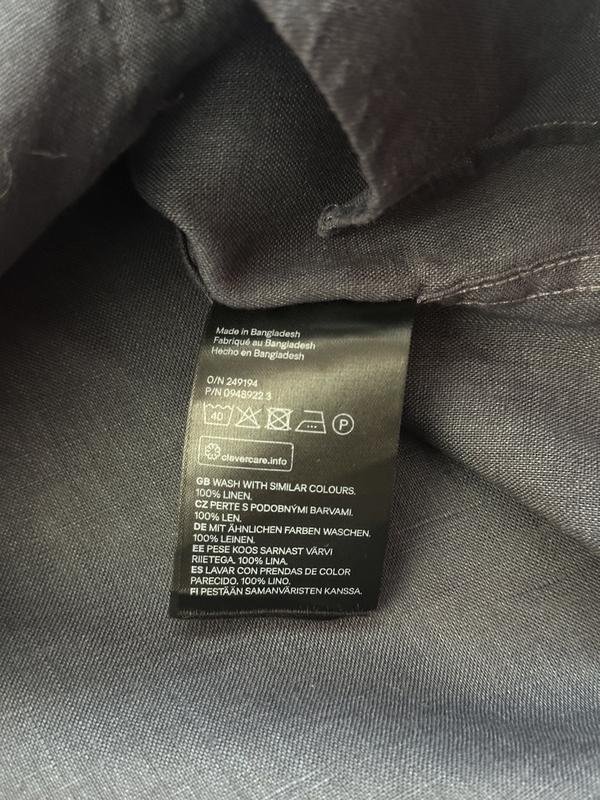 Made in Bangladesh
Fabriqué au Bangladesh
Hecho en Bangladesh
O/N 249194
P/N 0948922 3
40 P
clevercare.info
GB WASH WITH SIMILAR COLOURS.
100% LINEN.
CZ PERTE S PODOBNÝMI BARVAMI.
100% LEN.
DE MIT ÄHNLICHEN FARBEN WASCHEN.
100% LEINEN.
EE PESE KOOS SARNAST VÄRVI
RIIETEGA. 100% LINA.
ES LAVAR CON PRENDAS DE COLOR
PARECIDO. 100% LINO.
FI PESTÄÄN SAMANVÄRISTEN KANSSA.